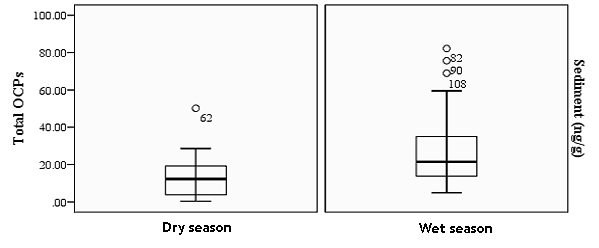 100.00
80.00
60.00
40.00
20.00
.00
Total OCPs
62
82
90
108
Sediment (ng/g)
Dry season
Wet season